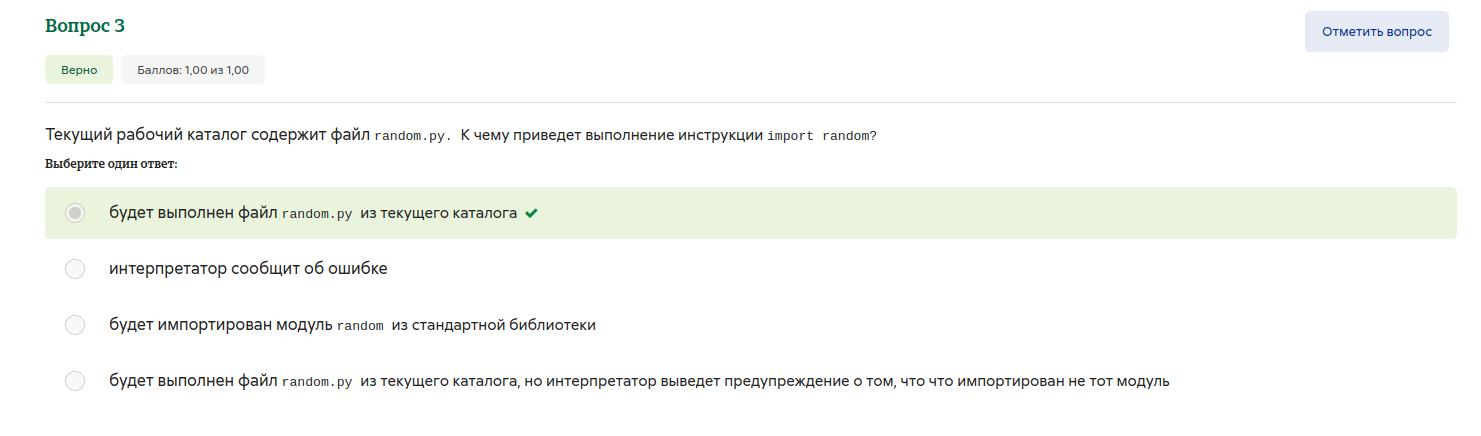 Вопрос 3
Отметить вопрос
Верно
Баллов: 1,00 из 1,00
Текущий рабочий каталог содержит файл random.py. К чему приведет выполнение инструкции import random?
Выберите один ответ:
будет выполнен файл random.py из текущего каталога
интерпретатор сообщит об ошибке
будет импортирован модуль random из стандартной библиотеки
будет выполнен файл random.py из текущего каталога, но интерпретатор выведет предупреждение о том, что что импортирован не тот модуль